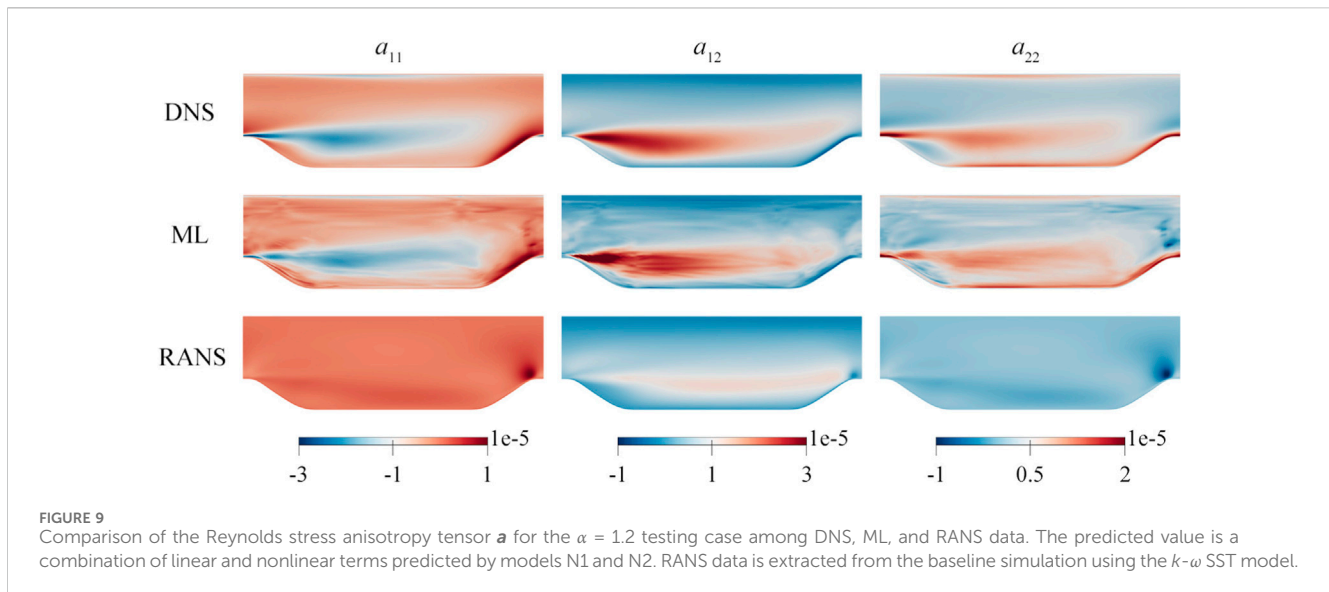 a11 a12 a22
DNS
ML
RANS
1e-5 1e-5 1e-5
-3 -1 1 -1 1 3 -1 0.5 2
FIGURE 9
Comparison of the Reynolds stress anisotropy tensor a for the α = 1.2 testing case among DNS, ML, and RANS data. The predicted value is a
combination of linear and nonlinear terms predicted by models N1 and N2. RANS data is extracted from the baseline simulation using the k-ω SST model.